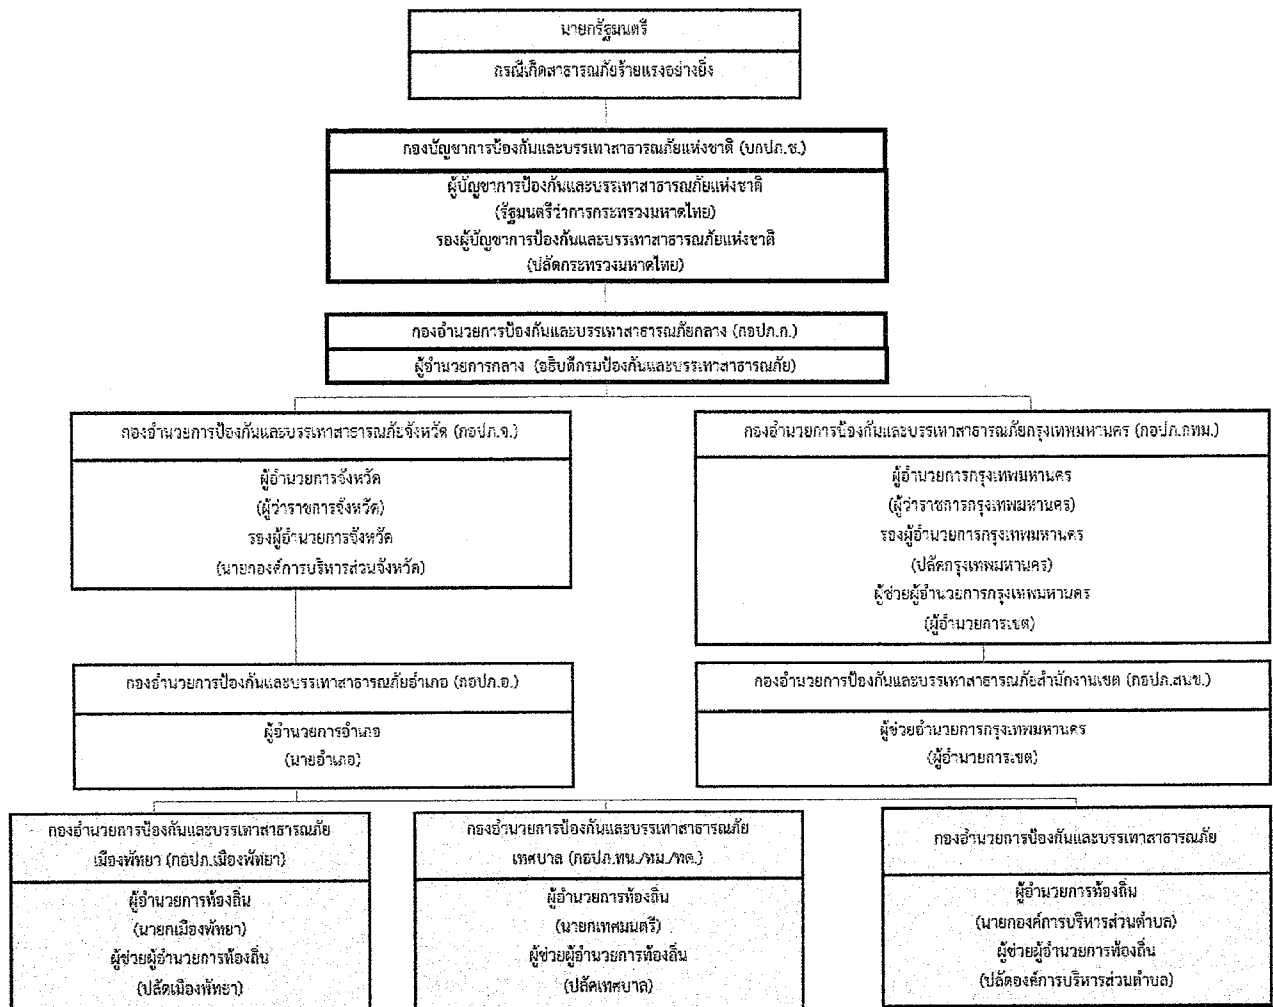 นายกรัฐมนตรี
กรณีเกิดสาธารณภัยร้ายแรงอย่างยิ่ง
กองบัญชาการป้องกันและบรรเทาสาธารณภัยแห่งชาติ (บกปภ.ช.)
ผู้บัญชาการป้องกันและบรรเทาสาธารณภัยแห่งชาติ
(รัฐมนตรีว่าการกระทรวงมหาดไทย)
รองผู้บัญชาการป้องกันและบรรเทาสาธารณภัยแห่งชาติ
(ปลัดกระทรวงมหาดไทย)
กองอำนวยการป้องกันและบรรเทาสาธารณภัยกลาง (กอปภ.ก.)
ผู้อำนวยการกลาง (อธิบดีกรมป้องกันและบรรเทาสาธารณภัย)
กองอำนวยการป้องกันและบรรเทาสาธารณภัยจังหวัด (กอปภ.จ.)
ผู้อำนวยการจังหวัด
(ผู้ว่าราชการจังหวัด)
รองผู้อำนวยการจังหวัด
(นายกองค์การบริหารส่วนจังหวัด)
กองอำนวยการป้องกันและบรรเทาสาธารณภัยกรุงเทพมหานคร (กอปภ.กทม.)
ผู้อำนวยการกรุงเทพมหานคร
(ผู้ว่าราชการกรุงเทพมหานคร)
รองผู้อำนวยการกรุงเทพมหานคร
(ปลัดกรุงเทพมหานคร)
ผู้ช่วยผู้อำนวยการกรุงเทพมหานคร
(ผู้อำนวยการเขต)
กองอำนวยการป้องกันและบรรเทาสาธารณภัยอำเภอ (กอปภ.อ.)
ผู้อำนวยการอำเภอ
(นายอำเภอ)
กองอำนวยการป้องกันและบรรเทาสาธารณภัยสำนักงานเขต (กอปภ.สนข.)
ผู้ช่วยอำนวยการกรุงเทพมหานคร
(ผู้อำนวยการเขต)
กองอำนวยการป้องกันและบรรเทาสาธารณภัย
เมืองพัทยา (กอปภ.เมืองพัทยา)
ผู้อำนวยการท้องถิ่น
(นายกเมืองพัทยา)
ผู้ช่วยผู้อำนวยการท้องถิ่น
(ปลัดเมืองพัทยา)
กองอำนวยการป้องกันและบรรเทาสาธารณภัย
เทศบาล (กอปภ.ทน./ทม./ทต.)
ผู้อำนวยการท้องถิ่น
(นายกเทศมนตรี)
ผู้ช่วยผู้อำนวยการท้องถิ่น
(ปลัดเทศบาล)
กองอำนวยการป้องกันและบรรเทาสาธารณภัย
ผู้อำนวยการท้องถิ่น
(นายกองค์การบริหารส่วนตำบล)
ผู้ช่วยผู้อำนวยการท้องถิ่น
(ปลัดองค์การบริหารส่วนตำบล)